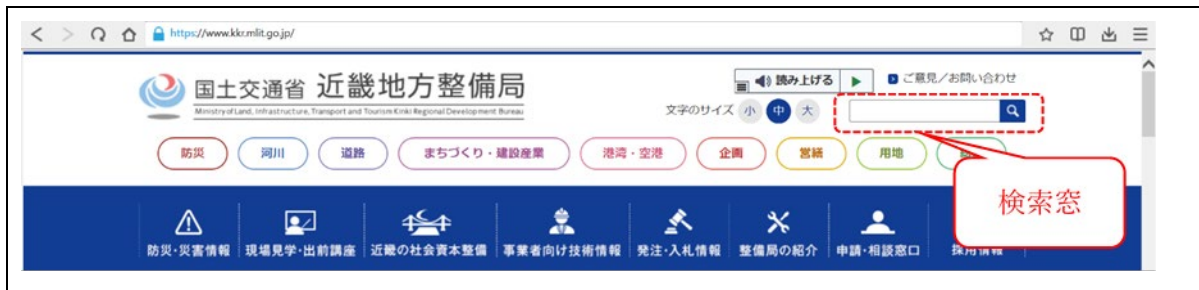 https://www.kkr.mlit.go.jp/
国土交通省 近畿地方整備局
Ministry of Land, Infrastructure, Transport and Tourism Kinki Regional Development Bureau
読み上げる
ご意見/お問い合わせ
文字のサイズ 小 中 大
防災 河川 道路 まちづくり・建設産業 港湾・空港 企画 営繕 用地
検索窓
防災・災害情報 現場見学・出前講座 近畿の社会資本整備 事業者向け技術情報 発注・入札情報 整備局の紹介 申請・相談窓口 採用情報